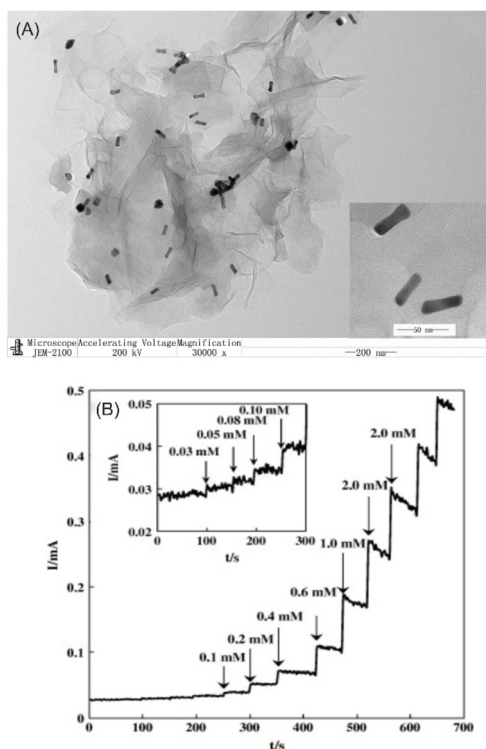 (A)
50 nm
Microscope Accelerating Voltage Magnification
JEM-2100 200 kV 30000 x 200 nm
(B)
0.5
0.4
0.3
0.2
0.1
0
I/mA
0 100 200 300 400 500 600 700
t/s
0.05
0.04
0.03
0.02
I/mA
0 100 200 300
t/s
0.03 mM
0.05 mM
0.08 mM
0.10 mM
0.1 mM
0.2 mM
0.4 mM
0.6 mM
1.0 mM
2.0 mM
2.0 mM